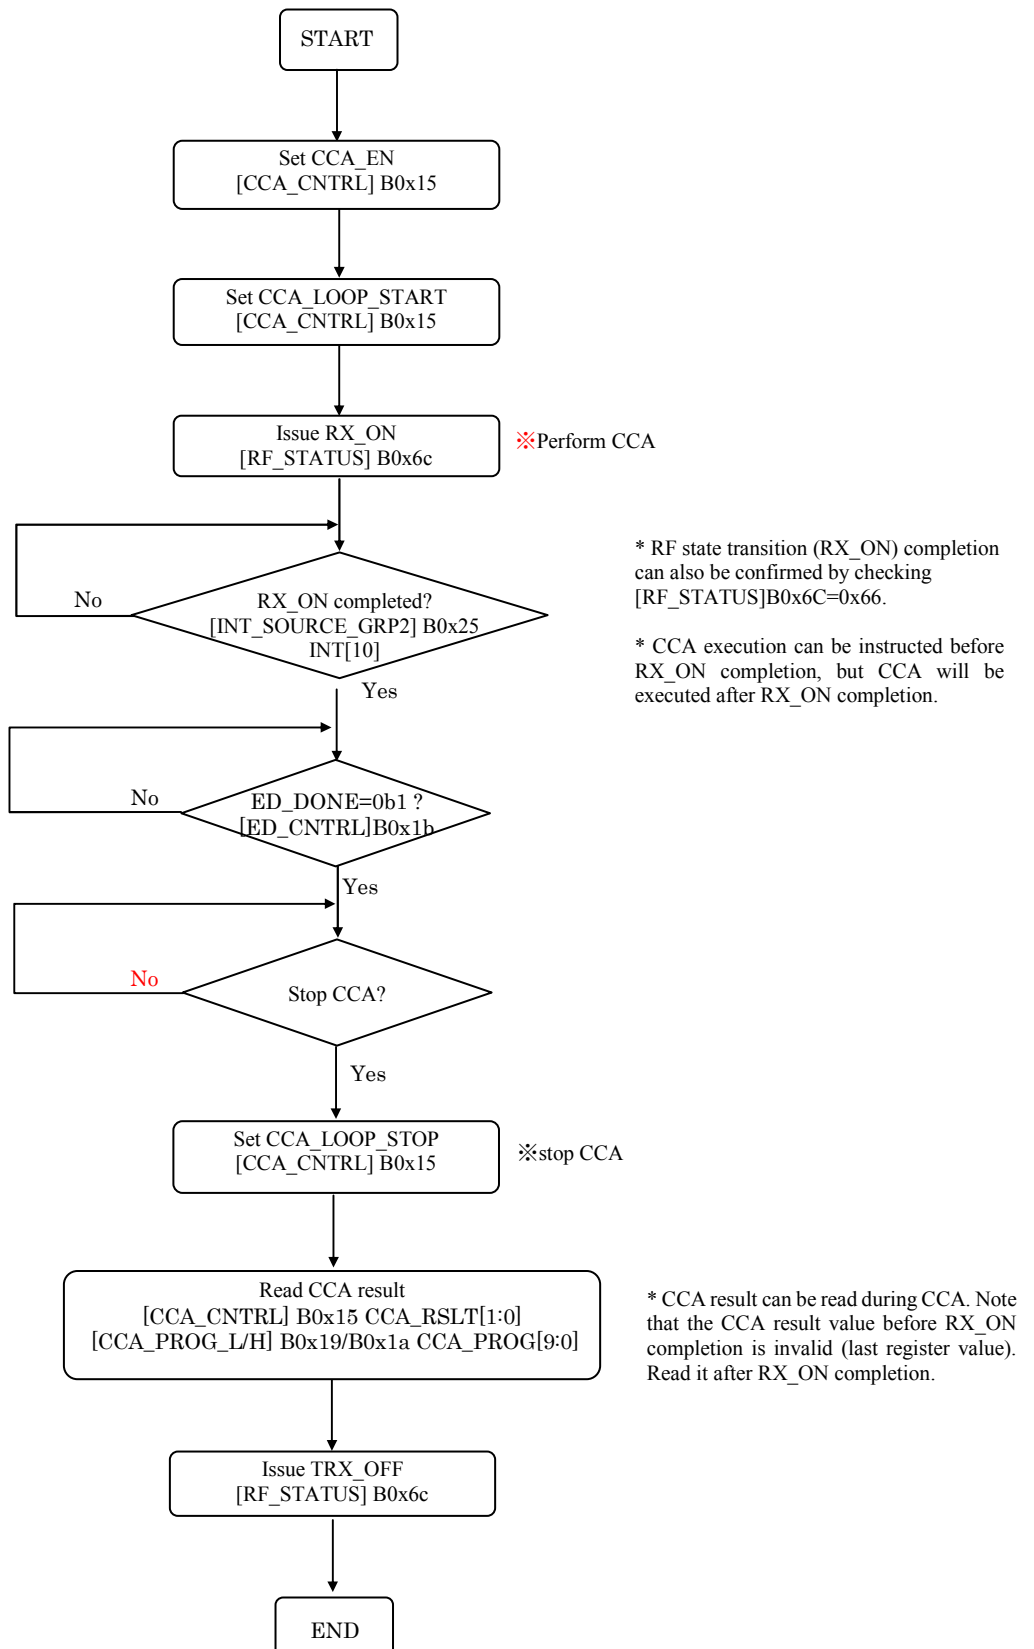 START
Set CCA_EN
[CCA_CNTRL] B0x15
Set CCA_LOOP_START
[CCA_CNTRL] B0x15
Issue RX_ON
[RF_STATUS] B0x6c
※Perform CCA
* RF state transition (RX_ON) completion
can also be confirmed by checking
[RF_STATUS]B0x6C=0x66.
* CCA execution can be instructed before
RX_ON completion, but CCA will be
executed after RX_ON completion.
No
RX_ON completed?
[INT_SOURCE_GRP2] B0x25
INT[10]
Yes
No
ED_DONE=0b1 ?
[ED_CNTRL]B0x1b
Yes
No
Stop CCA?
Yes
Set CCA_LOOP_STOP
[CCA_CNTRL] B0x15
※stop CCA
Read CCA result
[CCA_CNTRL] B0x15 CCA_RSLT[1:0]
[CCA_PROG_L/H] B0x19/B0x1a CCA_PROG[9:0]
* CCA result can be read during CCA. Note
that the CCA result value before RX_ON
completion is invalid (last register value).
Read it after RX_ON completion.
Issue TRX_OFF
[RF_STATUS] B0x6c
END